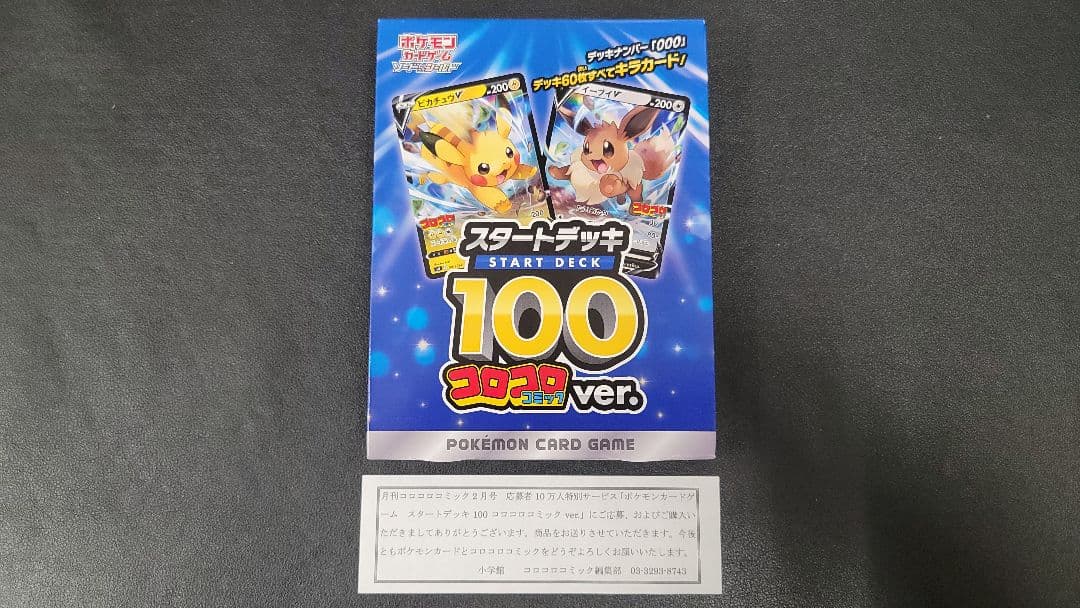 ポケモン
カードゲーム
ソード&シールド
デッキナンバー「000」
デッキ60枚すべてキラカード!
ピカチュウV
200
イーブイV
200
コロコロ
コロコロ
スタートデッキ
START DECK
100
コロコロ
コミック
ver.
POKÉMON CARD GAME
月刊コロコロコミック2月号 応募者10万人特別サービス「ポケモンカードゲ
ーム スタートデッキ100 コロコロコミック ver.」にご応募、およびご購入い
ただきましてありがとうございます。商品をお送りさせていただきます。今後
ともポケモンカードとコロコロコミックをどうぞよろしくお願いいたします。
小学館 コロコロコミック編集部 03-3293-8743